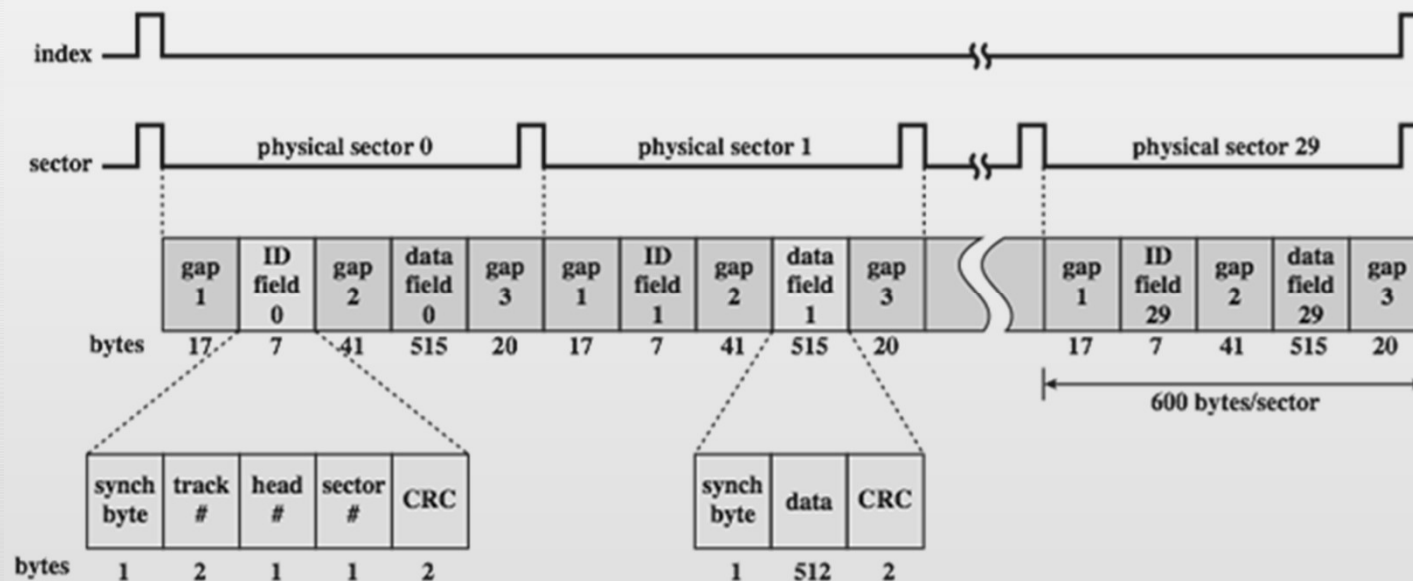 index
sector
physical sector 0
physical sector 1
physical sector 29
gap 1
ID field 0
gap 2
data field 0
gap 3
gap 1
ID field 1
gap 2
data field 1
gap 3
gap 1
ID field 29
gap 2
data field 29
gap 3
bytes 17 7 41 515 20 17 7 41 515 20 17 7 41 515 20
600 bytes/sector
synch byte
track #
head #
sector #
CRC
synch byte
data
CRC
bytes 1 2 1 1 2 1 512 2